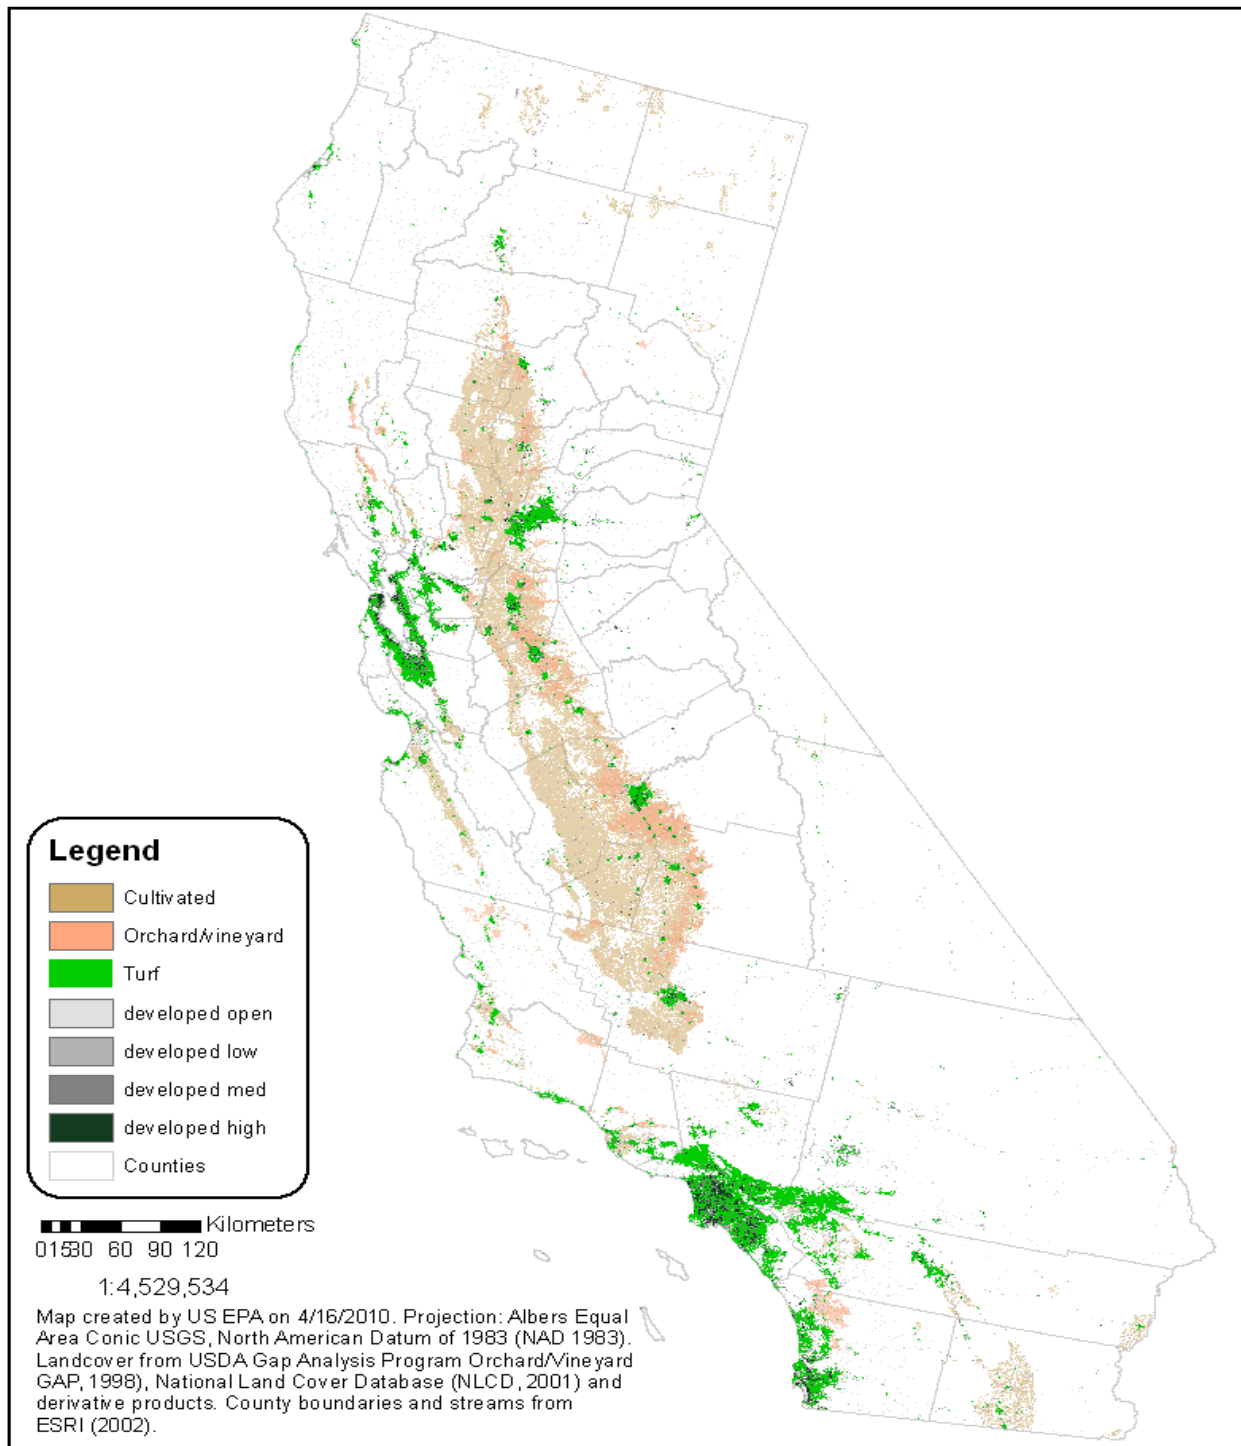 Legend
Cultivated
Orchard/vineyard
Turf
developed open
developed low
developed med
developed high
Counties
Kilometers
01530 60 90 120
1:4,529,534
Map created by US EPA on 4/16/2010. Projection: Albers Equal
Area Conic USGS, North American Datum of 1983 (NAD 1983).
Landcover from USDA Gap Analysis Program Orchard/Vineyard
GAP, 1998), National Land Cover Database (NLCD, 2001) and
derivative products. County boundaries and streams from
ESRI (2002).